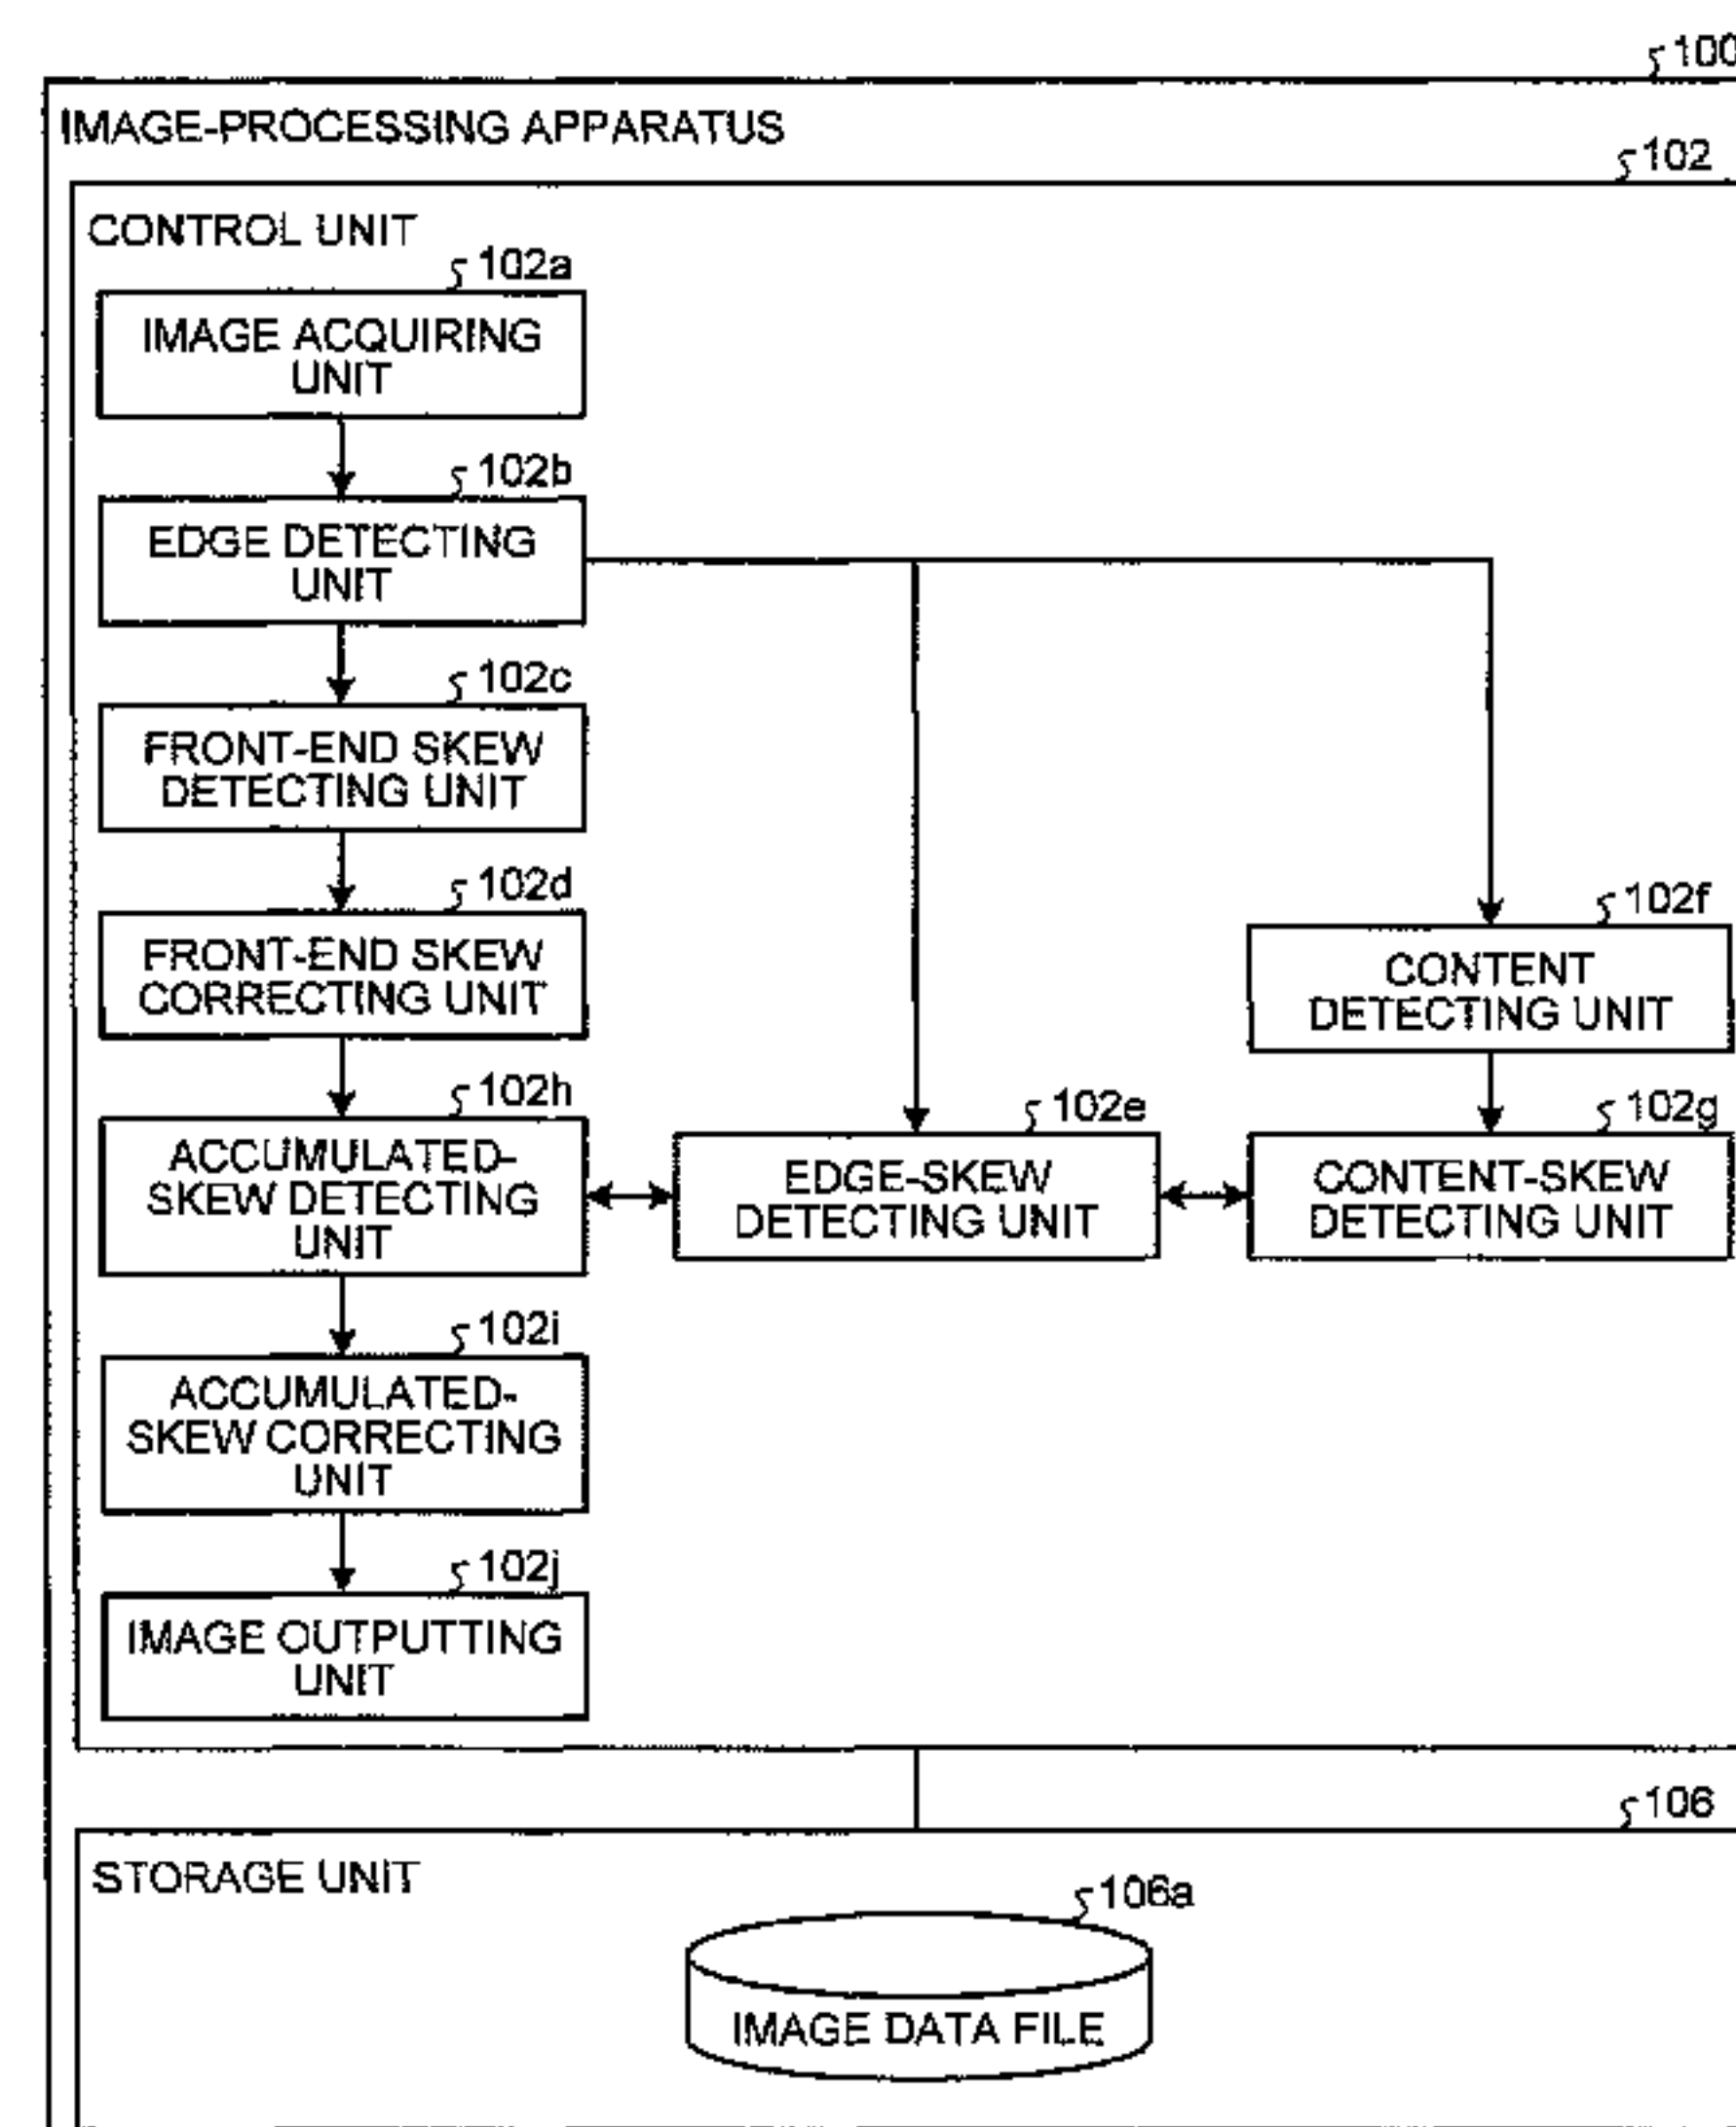 100
IMAGE-PROCESSING APPARATUS
102
CONTROL UNIT
102a
IMAGE ACQUIRING
UNIT
102b
EDGE DETECTING
UNIT
102c
FRONT-END SKEW
DETECTING UNIT
102d
FRONT-END SKEW
CORRECTING UNIT
102f
CONTENT
DETECTING UNIT
102h
ACCUMULATED-
SKEW DETECTING
UNIT
102e
EDGE-SKEW
DETECTING UNIT
102g
CONTENT-SKEW
DETECTING UNIT
102i
ACCUMULATED-
SKEW CORRECTING
UNIT
102j
IMAGE OUTPUTTING
UNIT
106
STORAGE UNIT
106a
IMAGE DATA FILE